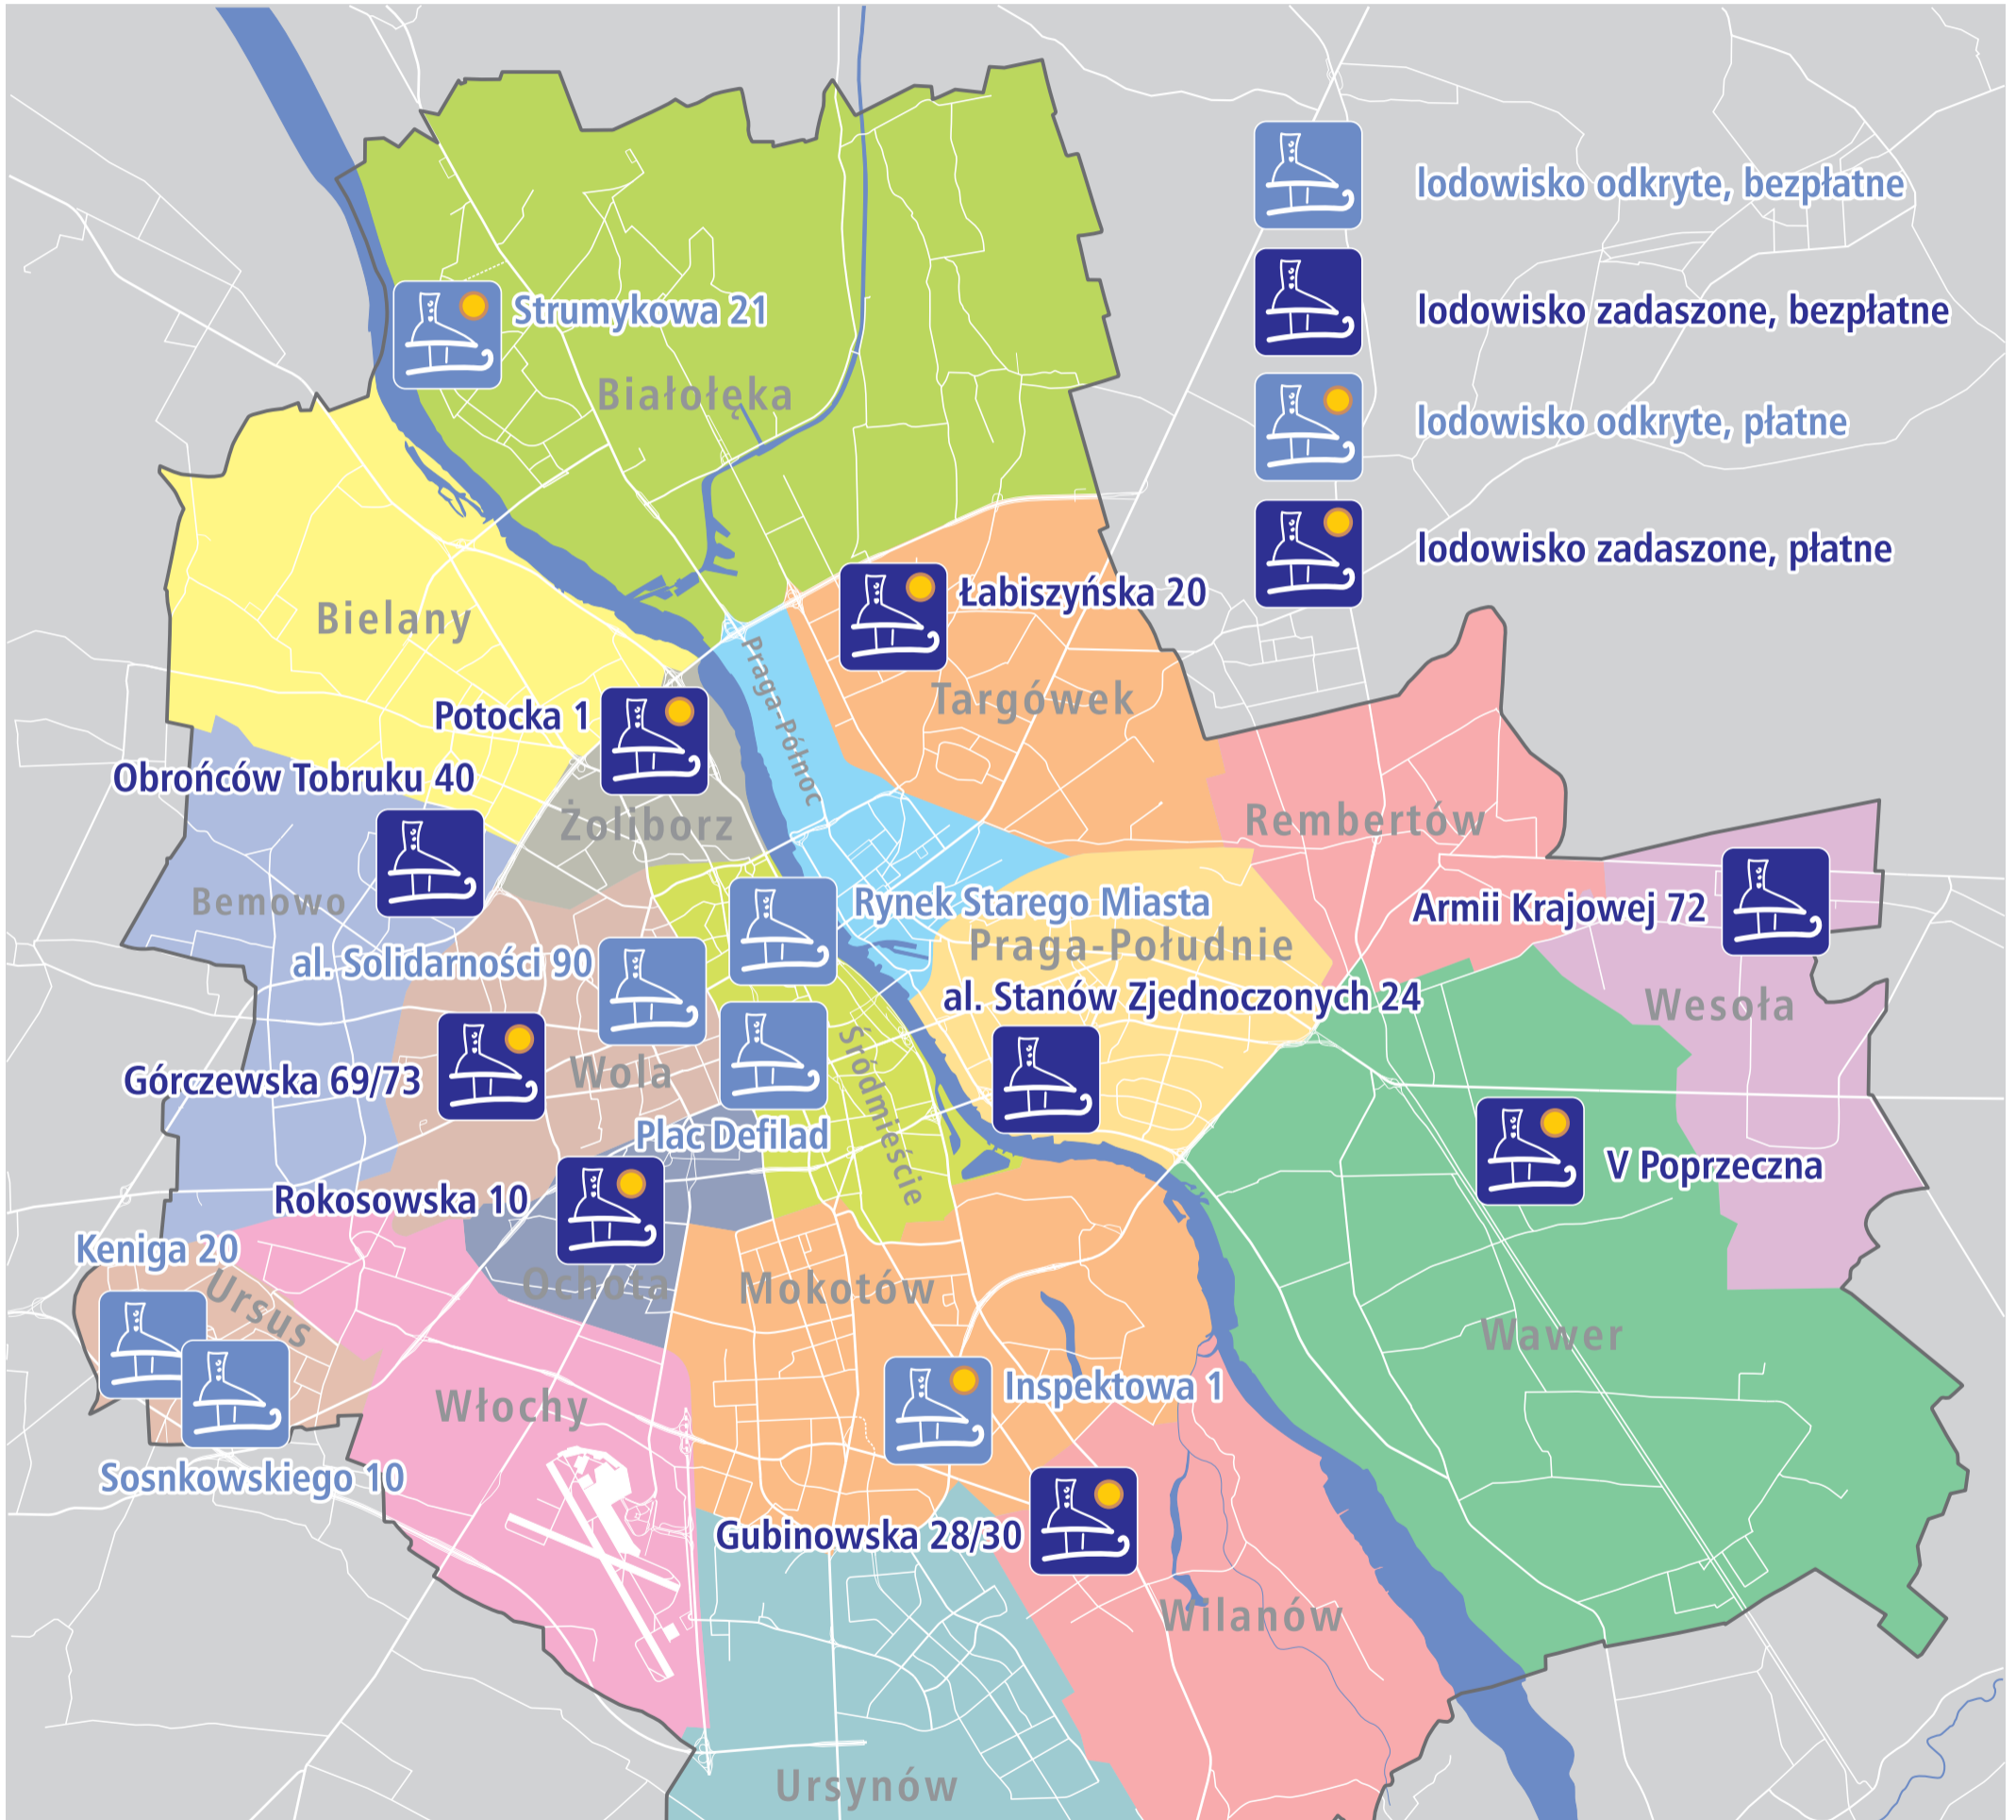 lodowisko odkryte, bezpłatne
lodowisko zadaszone, bezpłatne
Strumykowa 21
Białołęka
lodowisko odkryte, płatne
lodowisko zadaszone, płatne
Łabiszyńska 20
Bielany
Praga-Północ
Targówek
Potocka 1
Obrońców Tobruku 40
Żoliborz
Rembertów
Bemowo
Rynek Starego Miasta
Armii Krajowej 72
Praga-Południe
al. Solidarności 90
al. Stanów Zjednoczonych 24
Wesoła
Górczewska 69/73
Wola
Śródmieście
Plac Defilad
V Poprzeczna
Rokosowska 10
Keniga 20
Ursus
Ochota
Mokotów
Wawer
Włochy
Inspektowa 1
Sosnkowskiego 10
Gubinowska 28/30
Wilanów
Ursynów